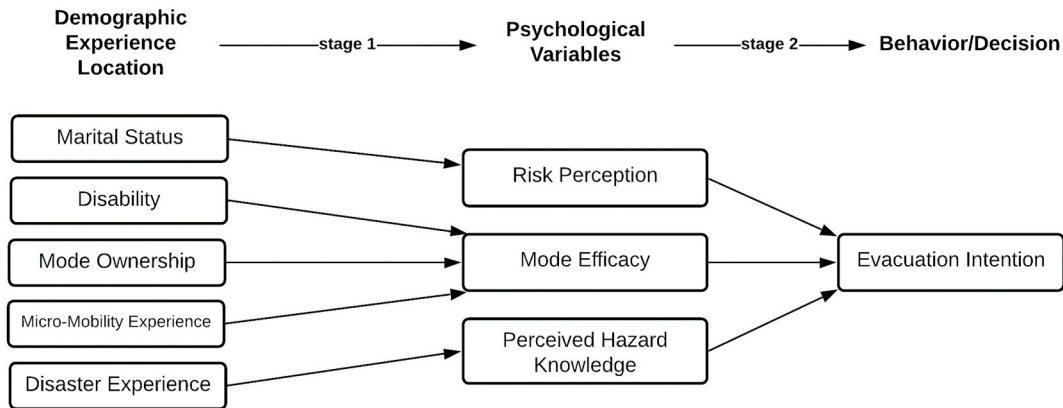 Demographic
Experience
Location
stage 1
Psychological
Variables
stage 2
Behavior/Decision
Marital Status
Disability
Mode Ownership
Micro-Mobility Experience
Disaster Experience
Risk Perception
Mode Efficacy
Perceived Hazard
Knowledge
Evacuation Intention